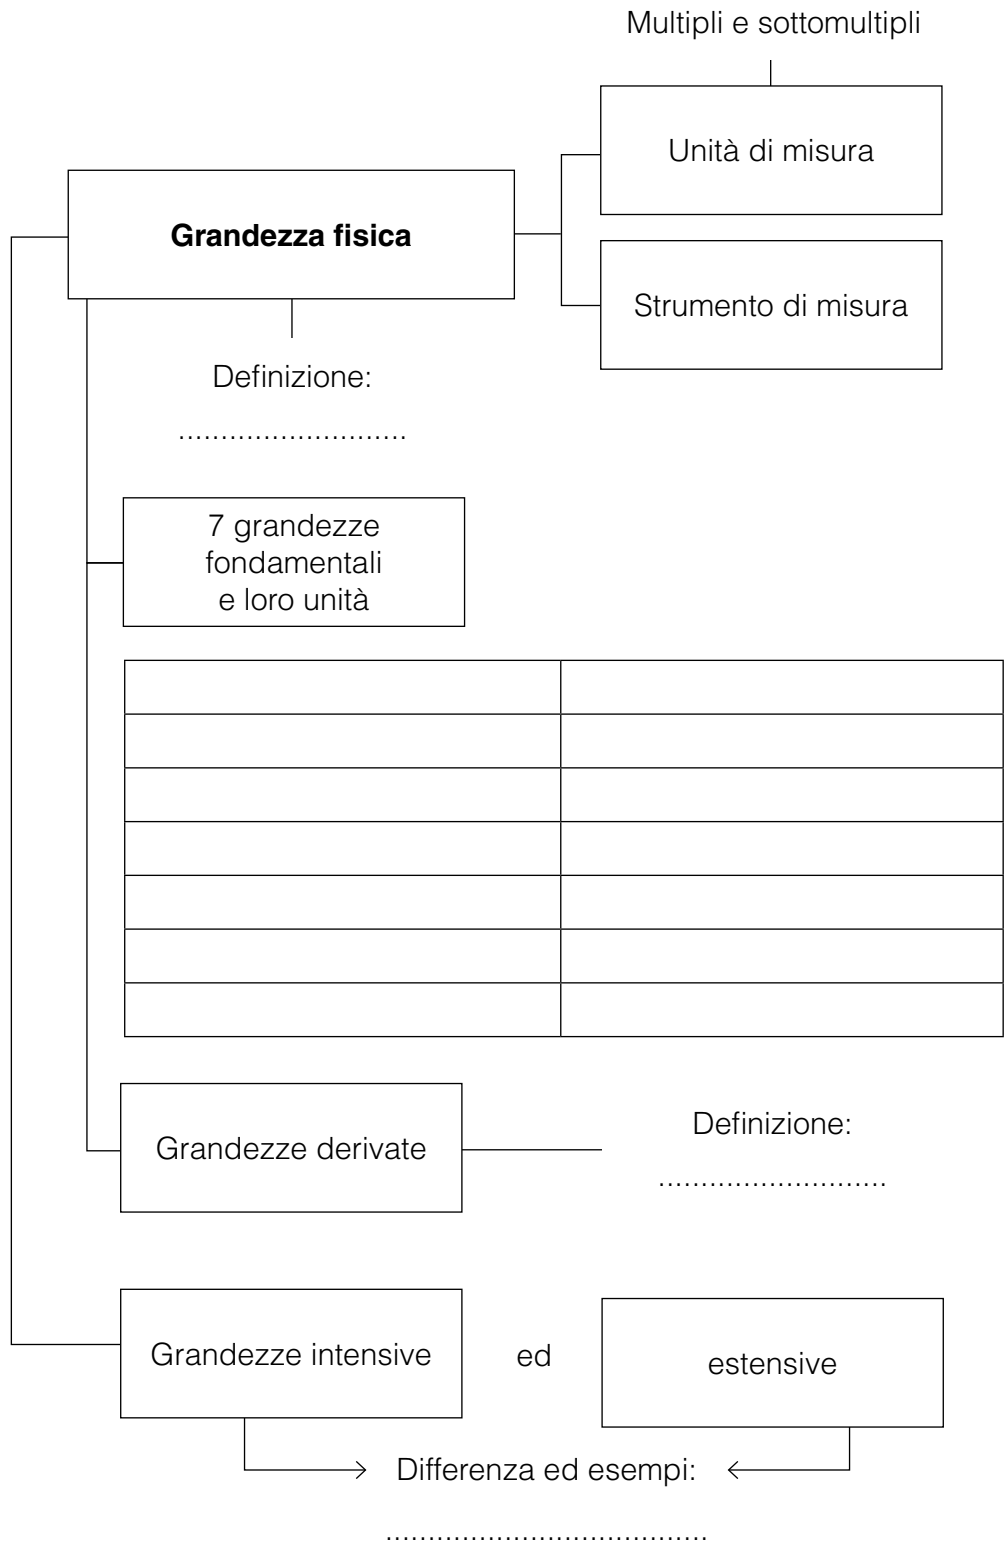 Multipli e sottomultipli
Unità di misura
Grandezza fisica
Strumento di misura
Definizione:
...........................
7 grandezze
fondamentali
e loro unità
Grandezze derivate
Definizione:
...........................
Grandezze intensive
ed
estensive
Differenza ed esempi:
......................................